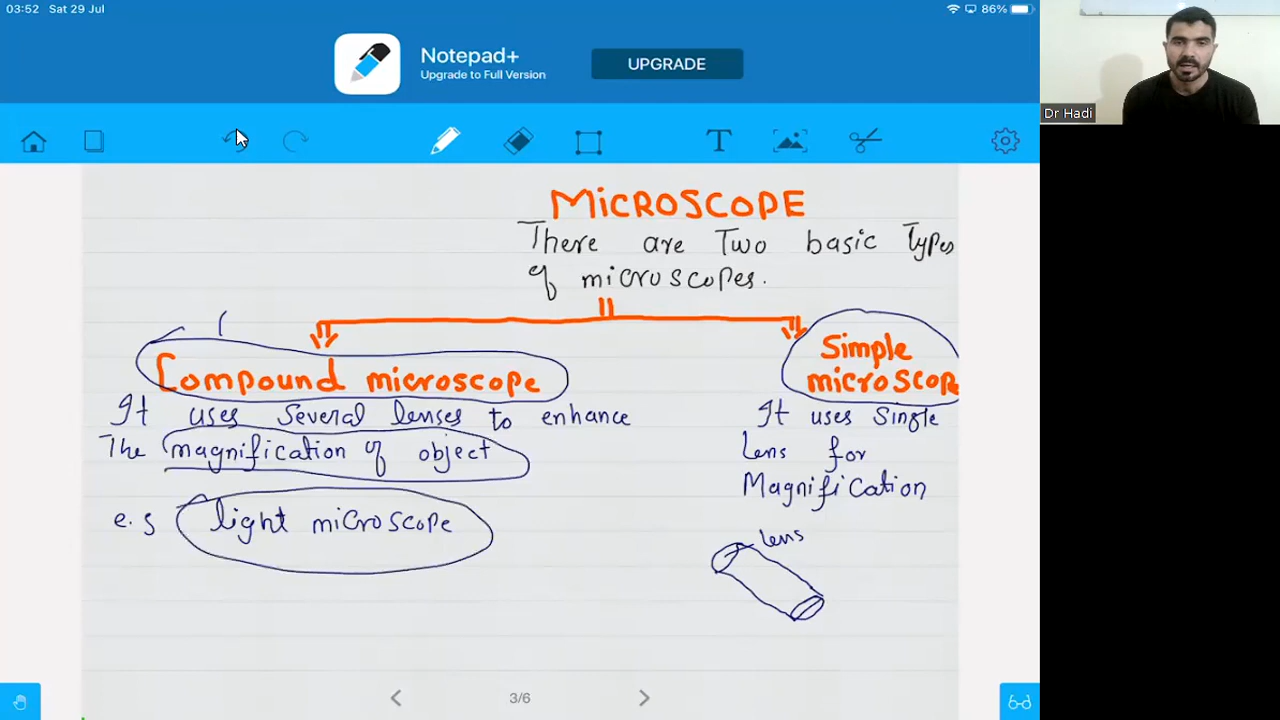 03:52 Sat 29 Jul
86%
Notepad+
Upgrade to Full Version
UPGRADE
Dr Hadi
T
MiCROSCOPE
There are Two basic Types
of microscopes.
Compound microscope
It uses Several lenses to enhance
The magnification of object
e.g light microscope
Simple
microscope
It uses Single
Lens for
Magnification
lens
3/6